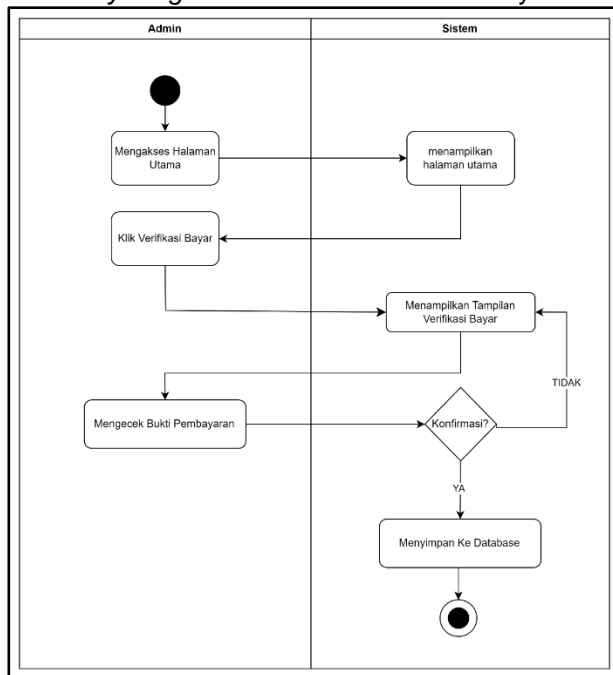 Admin
Sistem
Mengakses Halaman
Utama
menampilkan
halaman utama
Klik Verifikasi Bayar
Menampilkan Tampilan
Verifikasi Bayar
TIDAK
Mengecek Bukti Pembayaran
Konfirmasi?
YA
Menyimpan Ke Database